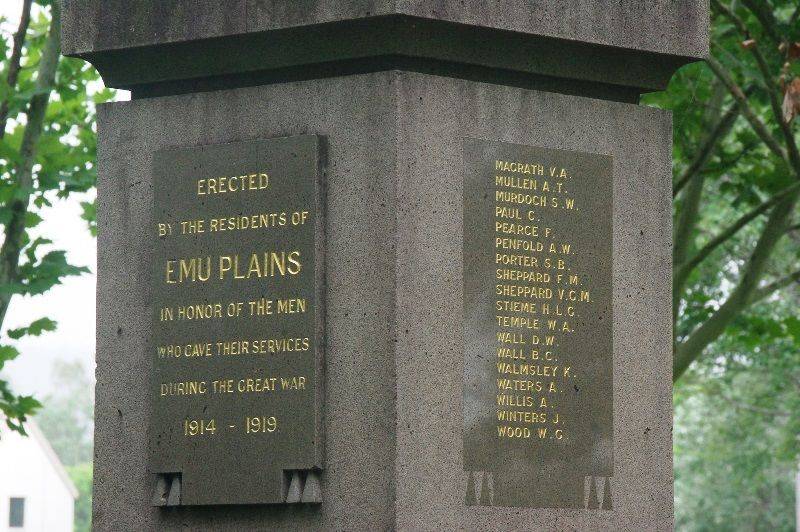 ERECTED
BY THE RESIDENTS OF
EMU PLAINS
IN HONOR OF THE MEN
WHO GAVE THEIR SERVICES
DURING THE GREAT WAR
1914 - 1919
MAGRATH V.A.
MULLEN A.T.
MURDOCH S.W.
PAUL C.
PEARCE F.
PENFOLD A.W.
PORTER S.B.
SHEPPARD F.M.
SHEPPARD V.G.M.
STIEME H.L.G.
TEMPLE W.A.
WALL D.W.
WALL B.C.
WALMSLEY K.
WATERS A.
WILLIS A.
WINTERS J.
WOOD W.G.